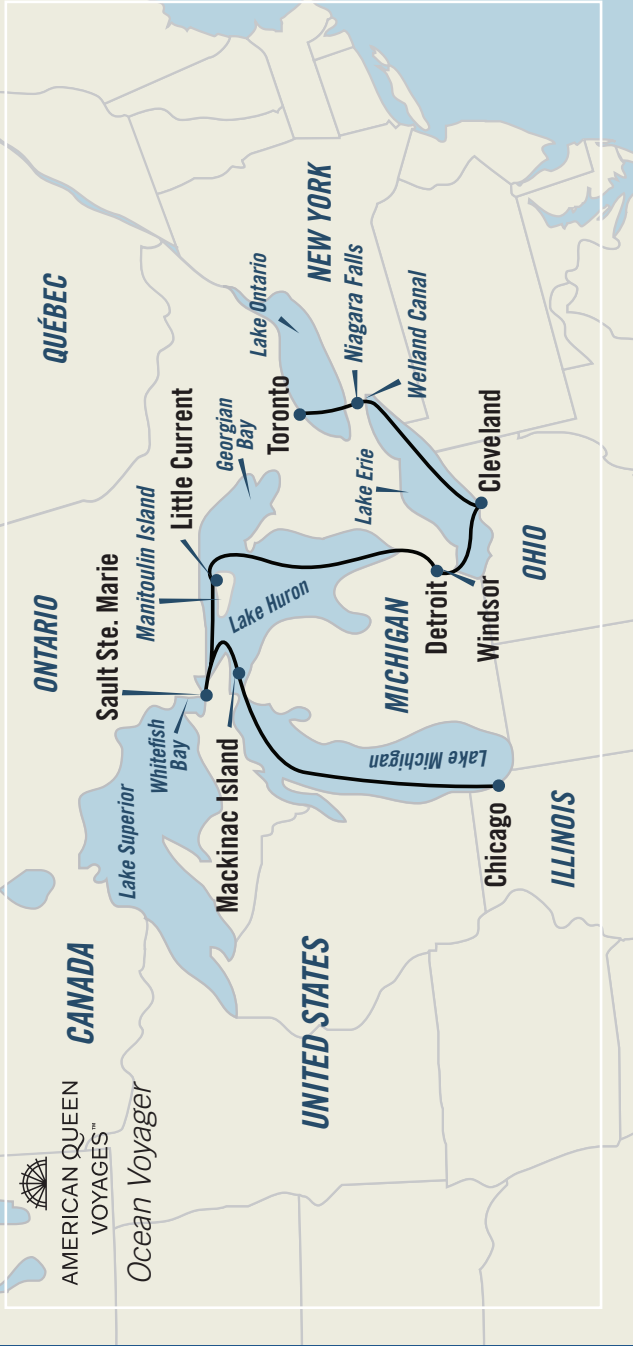 AMERICAN QUEEN
VOYAGES™
Ocean Voyager
CANADA
ONTARIO
QUÉBEC
Lake Superior
Whitefish
Bay
Sault Ste. Marie
Manitoulin Island
Little Current
Georgian
Bay
Toronto
Lake Ontario
NEW YORK
Niagara Falls
Welland Canal
Mackinac Island
Lake Huron
Lake Erie
UNITED STATES
Lake Michigan
MICHIGAN
Detroit
Windsor
Cleveland
Chicago
ILLINOIS
OHIO